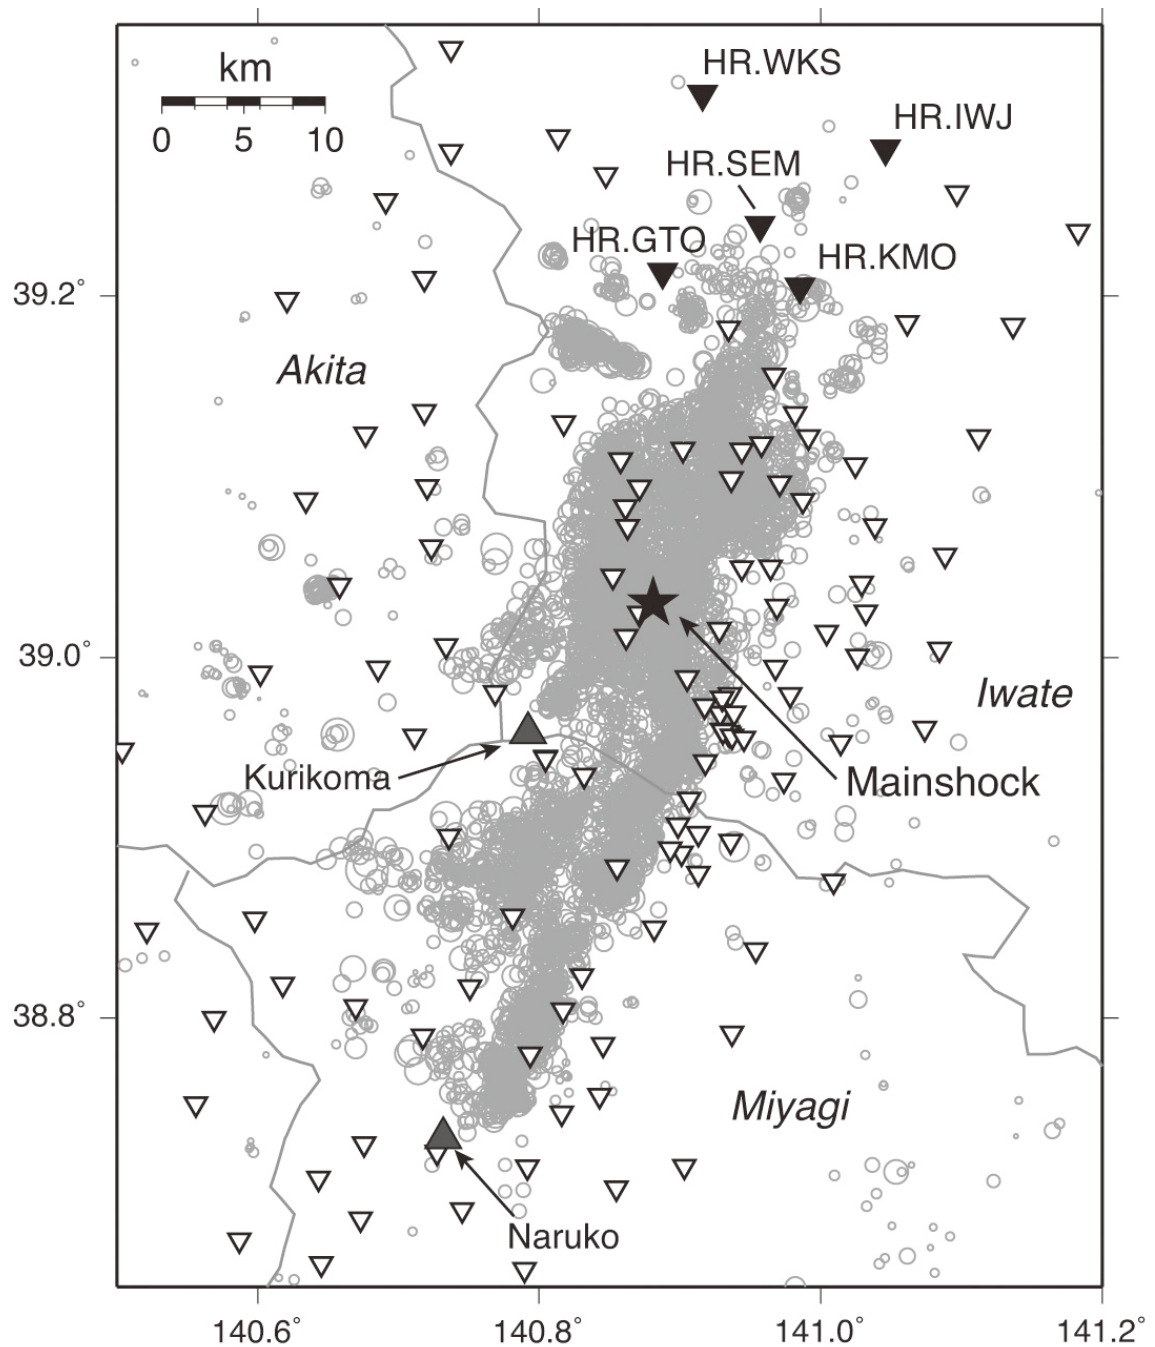 HR.WKS
km
0 5 10
HR.IWJ
HR.SEM
HR.GTO
HR.KMO
39.2°
Akita
39.0°
Iwate
Kurikoma
Mainshock
38.8°
Miyagi
Naruko
140.6° 140.8° 141.0° 141.2°